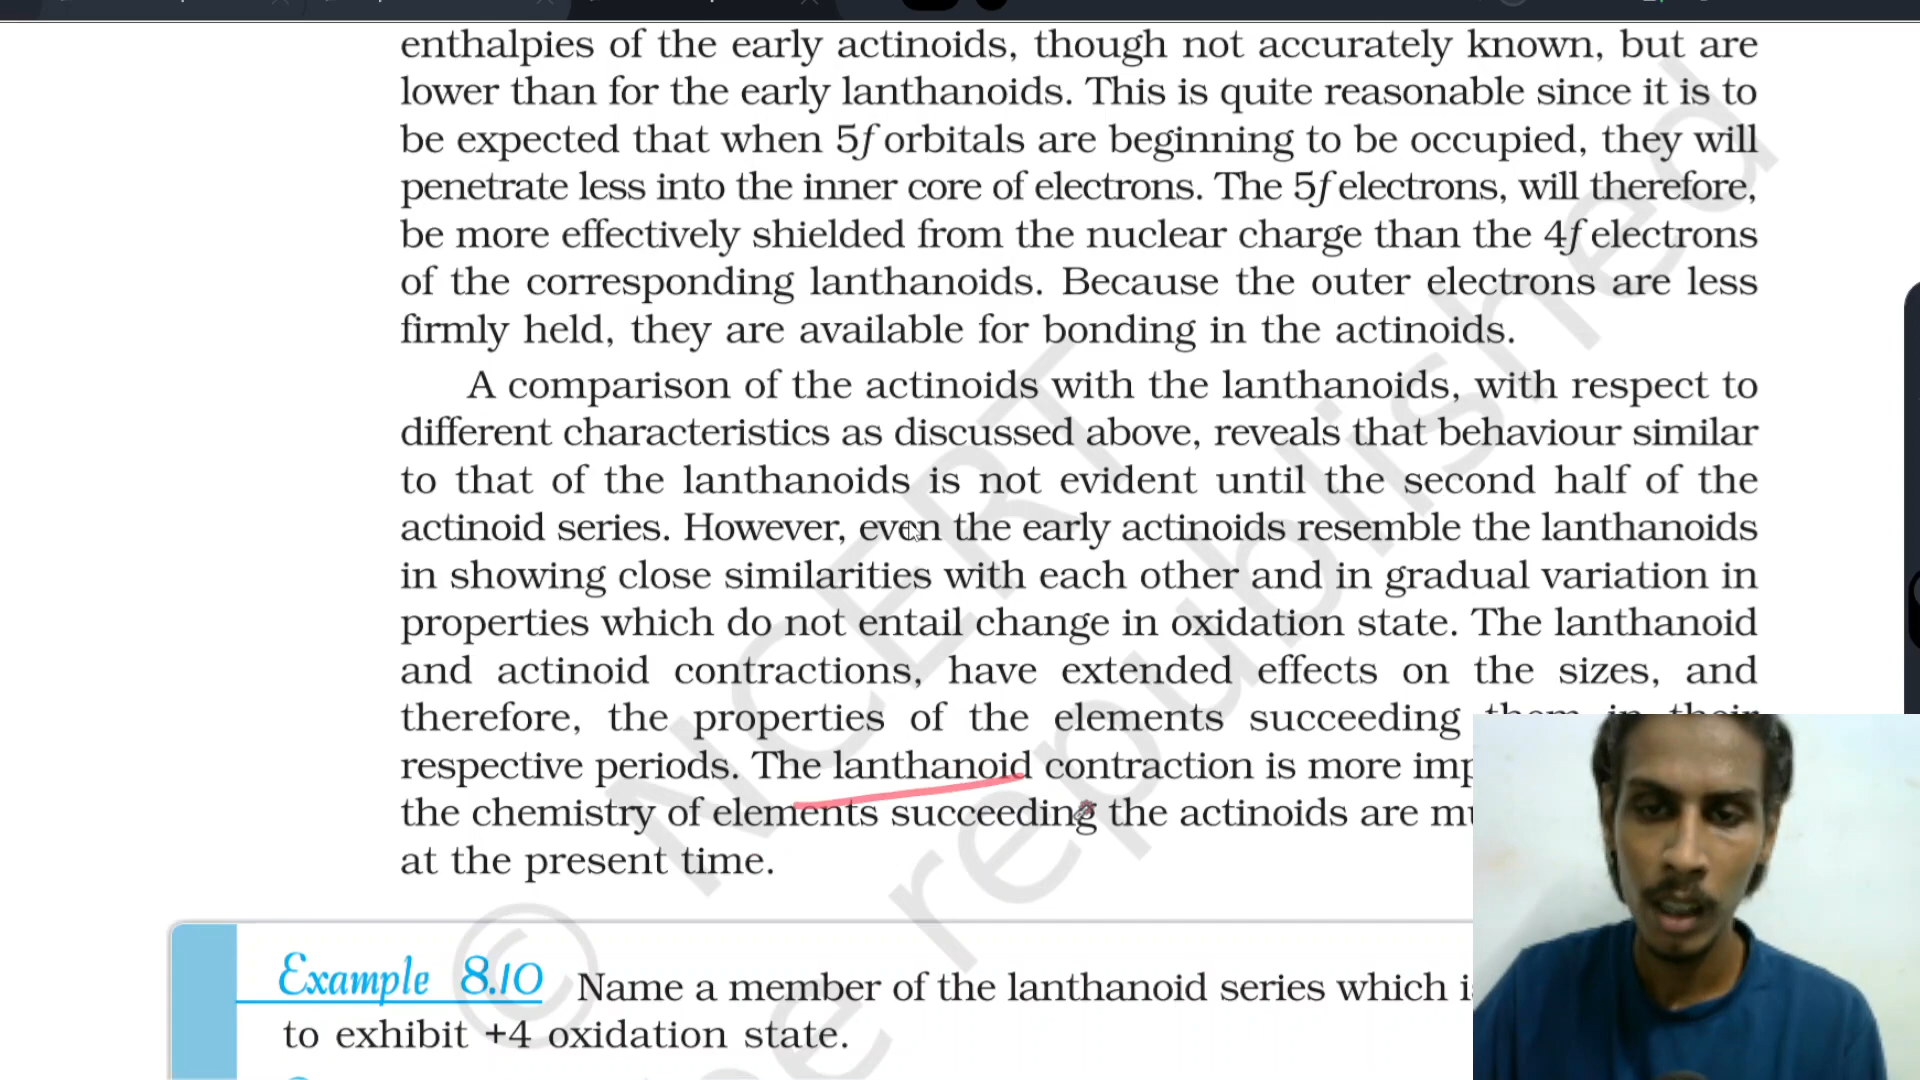 enthalpies of the early actinoids, though not accurately known, but are
lower than for the early lanthanoids. This is quite reasonable since it is to
be expected that when 5f orbitals are beginning to be occupied, they will
penetrate less into the inner core of electrons. The 5f electrons, will therefore,
be more effectively shielded from the nuclear charge than the 4f electrons
of the corresponding lanthanoids. Because the outer electrons are less
firmly held, they are available for bonding in the actinoids.
A comparison of the actinoids with the lanthanoids, with respect to
different characteristics as discussed above, reveals that behaviour similar
to that of the lanthanoids is not evident until the second half of the
actinoid series. However, even the early actinoids resemble the lanthanoids
in showing close similarities with each other and in gradual variation in
properties which do not entail change in oxidation state. The lanthanoid
and actinoid contractions, have extended effects on the sizes, and
therefore, the properties of the elements succeeding them in their
respective periods. The lanthanoid contraction is more
the chemistry of elements succeeding the actinoids are
at the present time.
Example 8.10 Name a member of the lanthanoid series which
to exhibit +4 oxidation state.
© NCERT
republished